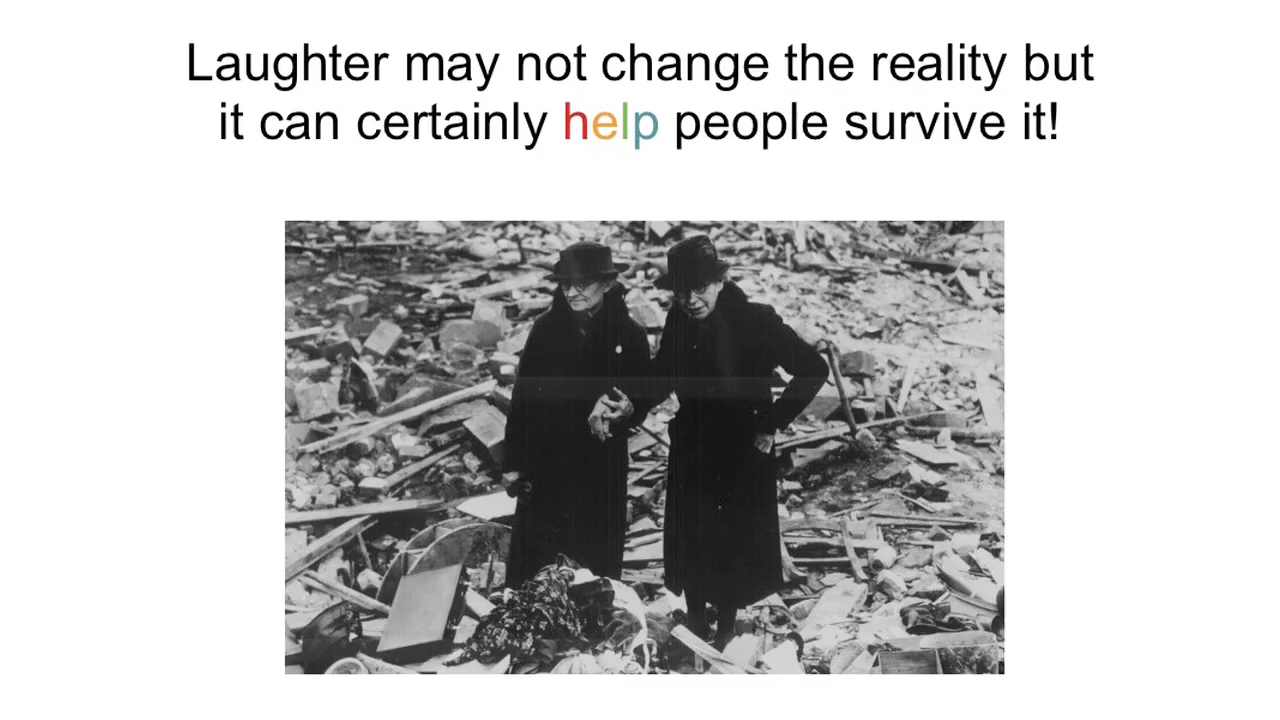 Laughter may not change the reality but
it can certainly help people survive it!